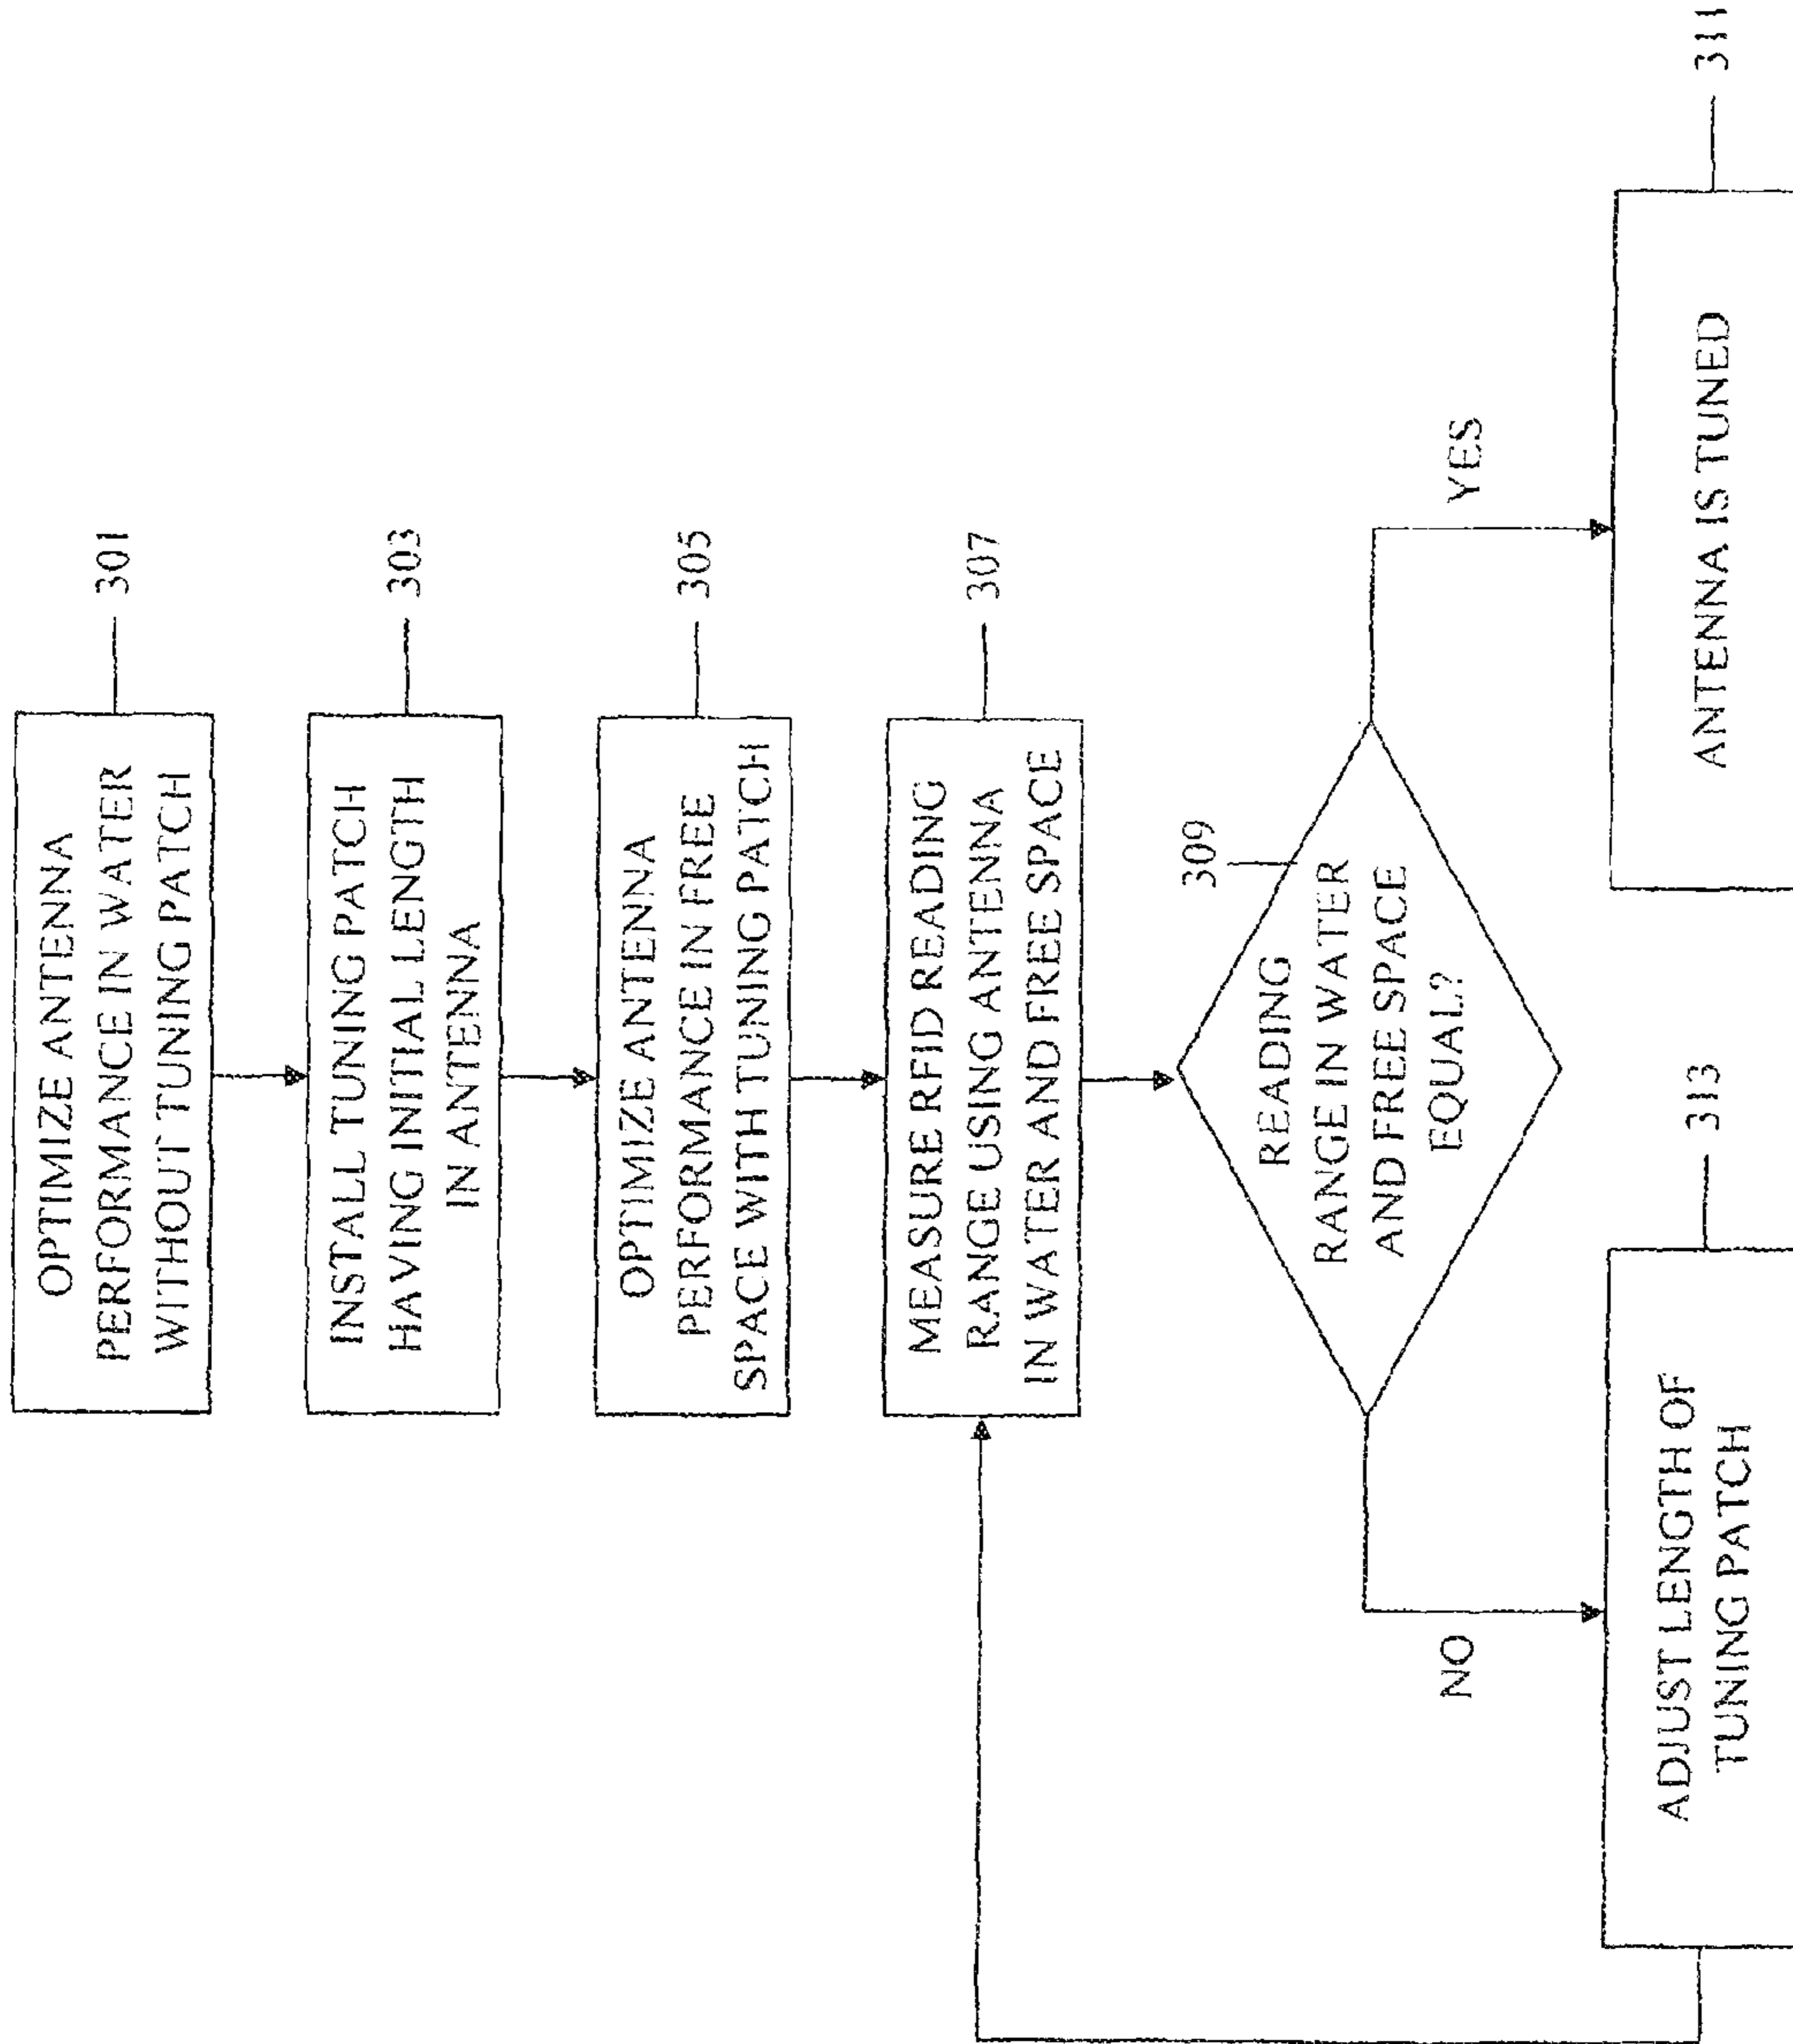 OPTIMIZE ANTENNA
PERFORMANCE IN WATER
WITHOUT TUNING PATCH
301
INSTALL TUNING PATCH
HAVING INITIAL LENGTH
IN ANTENNA
303
OPTIMIZE ANTENNA
PERFORMANCE IN FREE
SPACE WITH TUNING PATCH
305
MEASURE RFID READING
RANGE USING ANTENNA
IN WATER AND FREE SPACE
307
309
READING
RANGE IN WATER
AND FREE SPACE
EQUAL?
NO
YES
ADJUST LENGTH OF
TUNING PATCH
313
ANTENNA IS TUNED
311